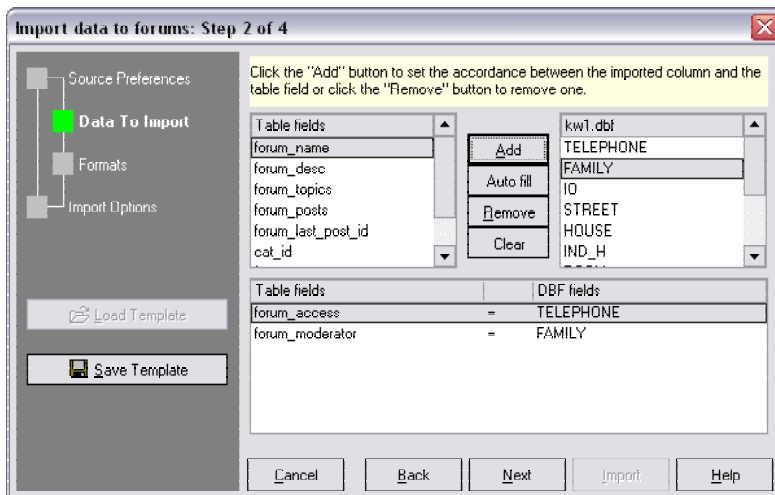 Import data to forums: Step 2 of 4
Source Preferences
Data To Import
Formats
Import Options
Load Template
Save Template
Click the "Add" button to set the accordance between the imported column and the
table field or click the "Remove" button to remove one.
Table fields
forum_name
forum_desc
forum_topics
forum_posts
forum_last_post_id
cat_id
Add
Auto fill
Remove
Clear
kw1.dbf
TELEPHONE
FAMILY
IO
STREET
HOUSE
IND_H
Table fields DBF fields
forum_access = TELEPHONE
forum_moderator = FAMILY
Cancel Back Next Import Help